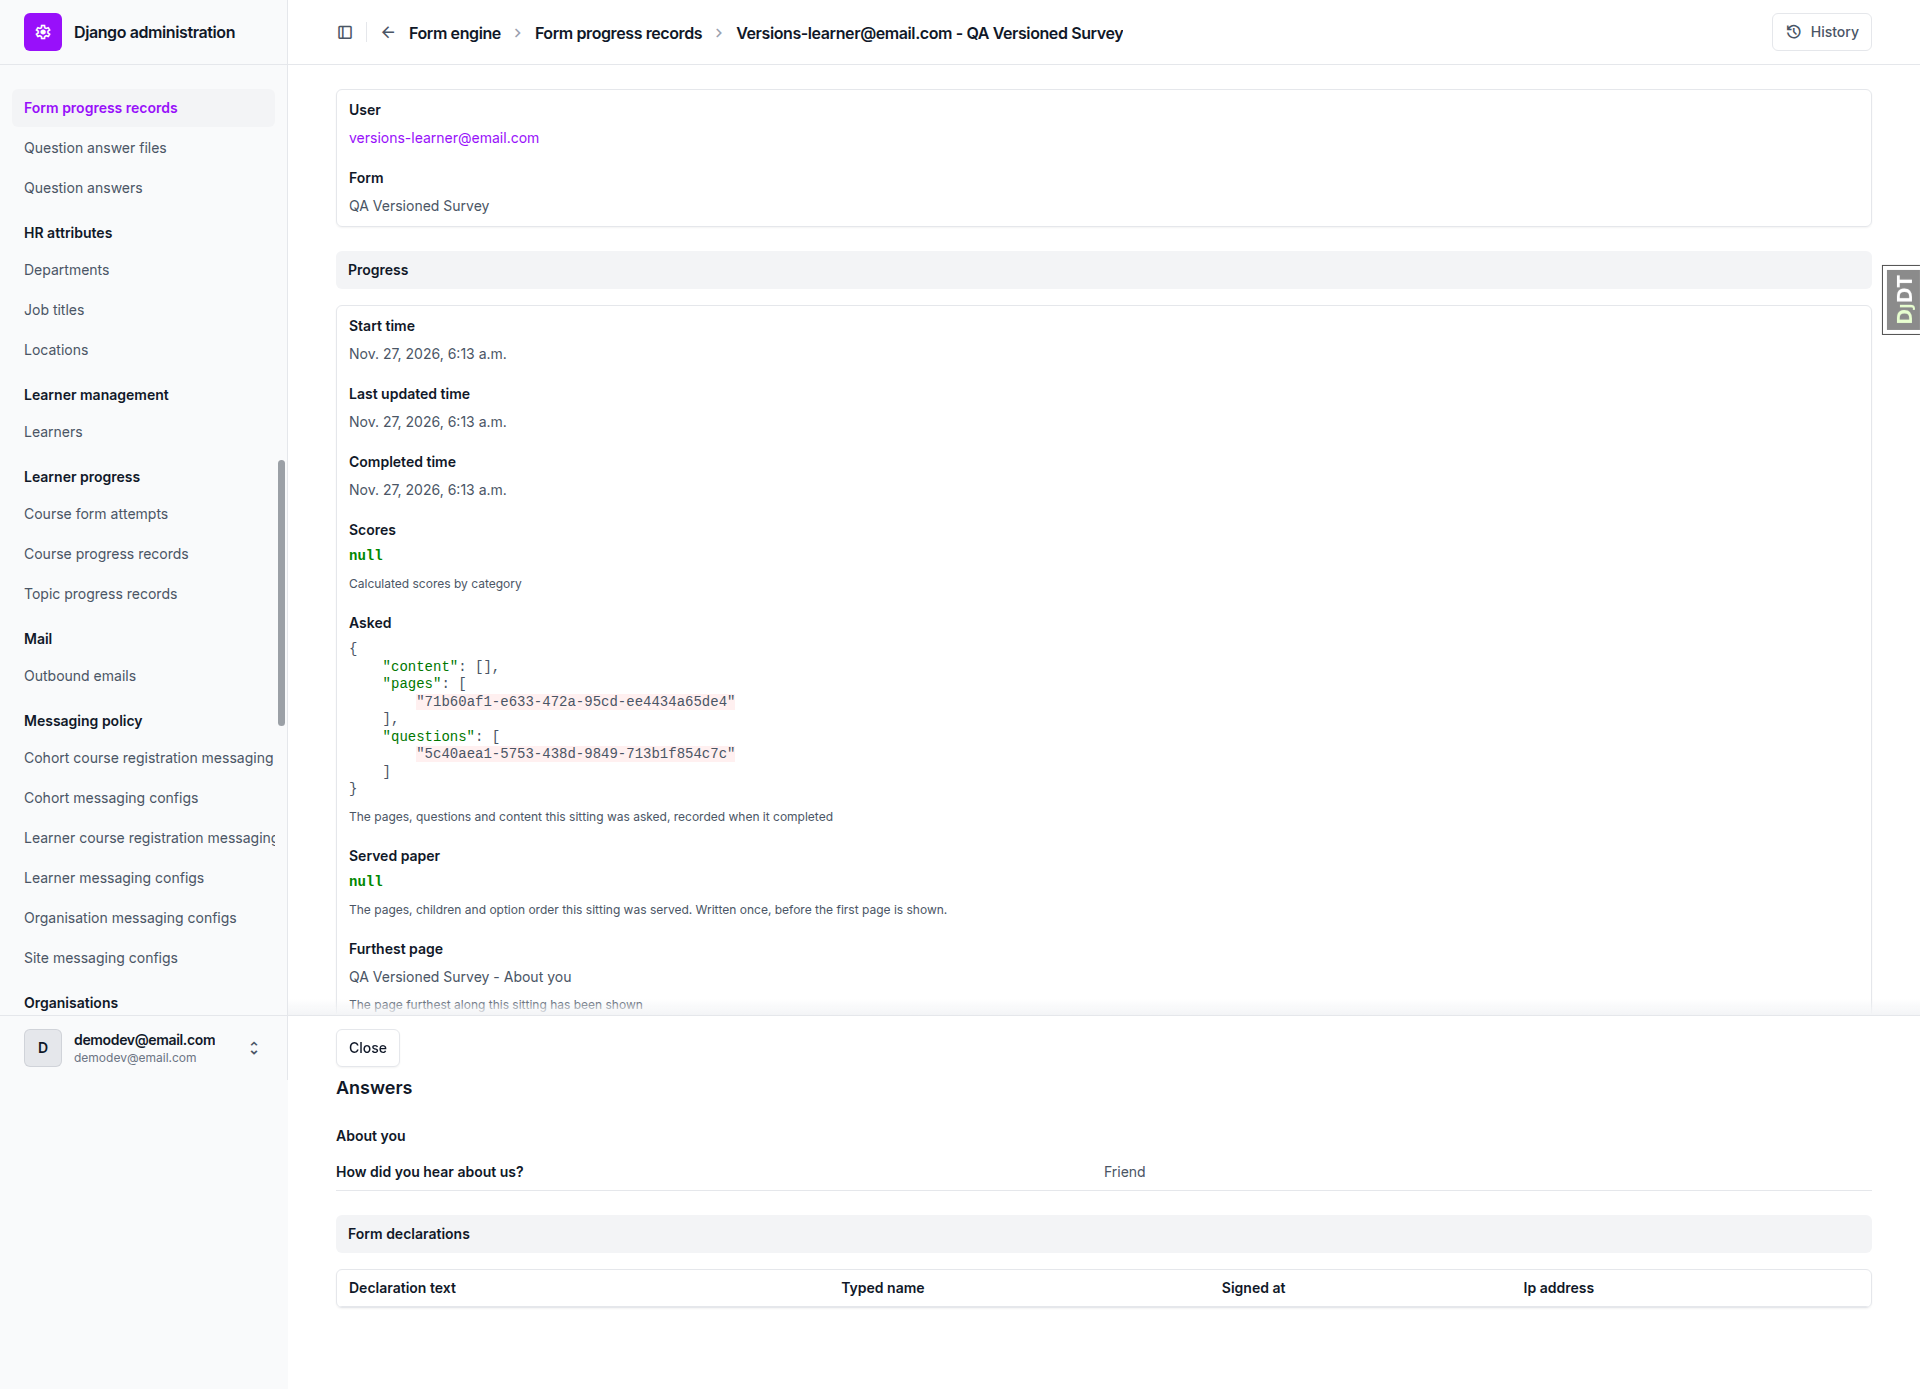 Django administration
Form engine > Form progress records > Versions-learner@email.com - QA Versioned Survey
History
Form progress records
Question answer files
Question answers
HR attributes
Departments
Job titles
Locations
Learner management
Learners
Learner progress
Course form attempts
Course progress records
Topic progress records
Mail
Outbound emails
Messaging policy
Cohort course registration messaging
Cohort messaging configs
Learner course registration messaging
Learner messaging configs
Organisation messaging configs
Site messaging configs
Organisations
D
demodev@email.com
demodev@email.com
User
versions-learner@email.com
Form
QA Versioned Survey
Progress
Start time
Nov. 27, 2026, 6:13 a.m.
Last updated time
Nov. 27, 2026, 6:13 a.m.
Completed time
Nov. 27, 2026, 6:13 a.m.
Scores
null
Calculated scores by category
Asked
{
"content": [],
"pages": [
"71b60af1-e633-472a-95cd-ee4434a65de4"
],
"questions": [
"5c40aea1-5753-438d-9849-713b1f854c7c"
]
}
The pages, questions and content this sitting was asked, recorded when it completed
Served paper
null
The pages, children and option order this sitting was served. Written once, before the first page is shown.
Furthest page
QA Versioned Survey - About you
The page furthest along this sitting has been shown
Close
Answers
About you
How did you hear about us? Friend
Form declarations
Declaration text Typed name Signed at Ip address
DjDT